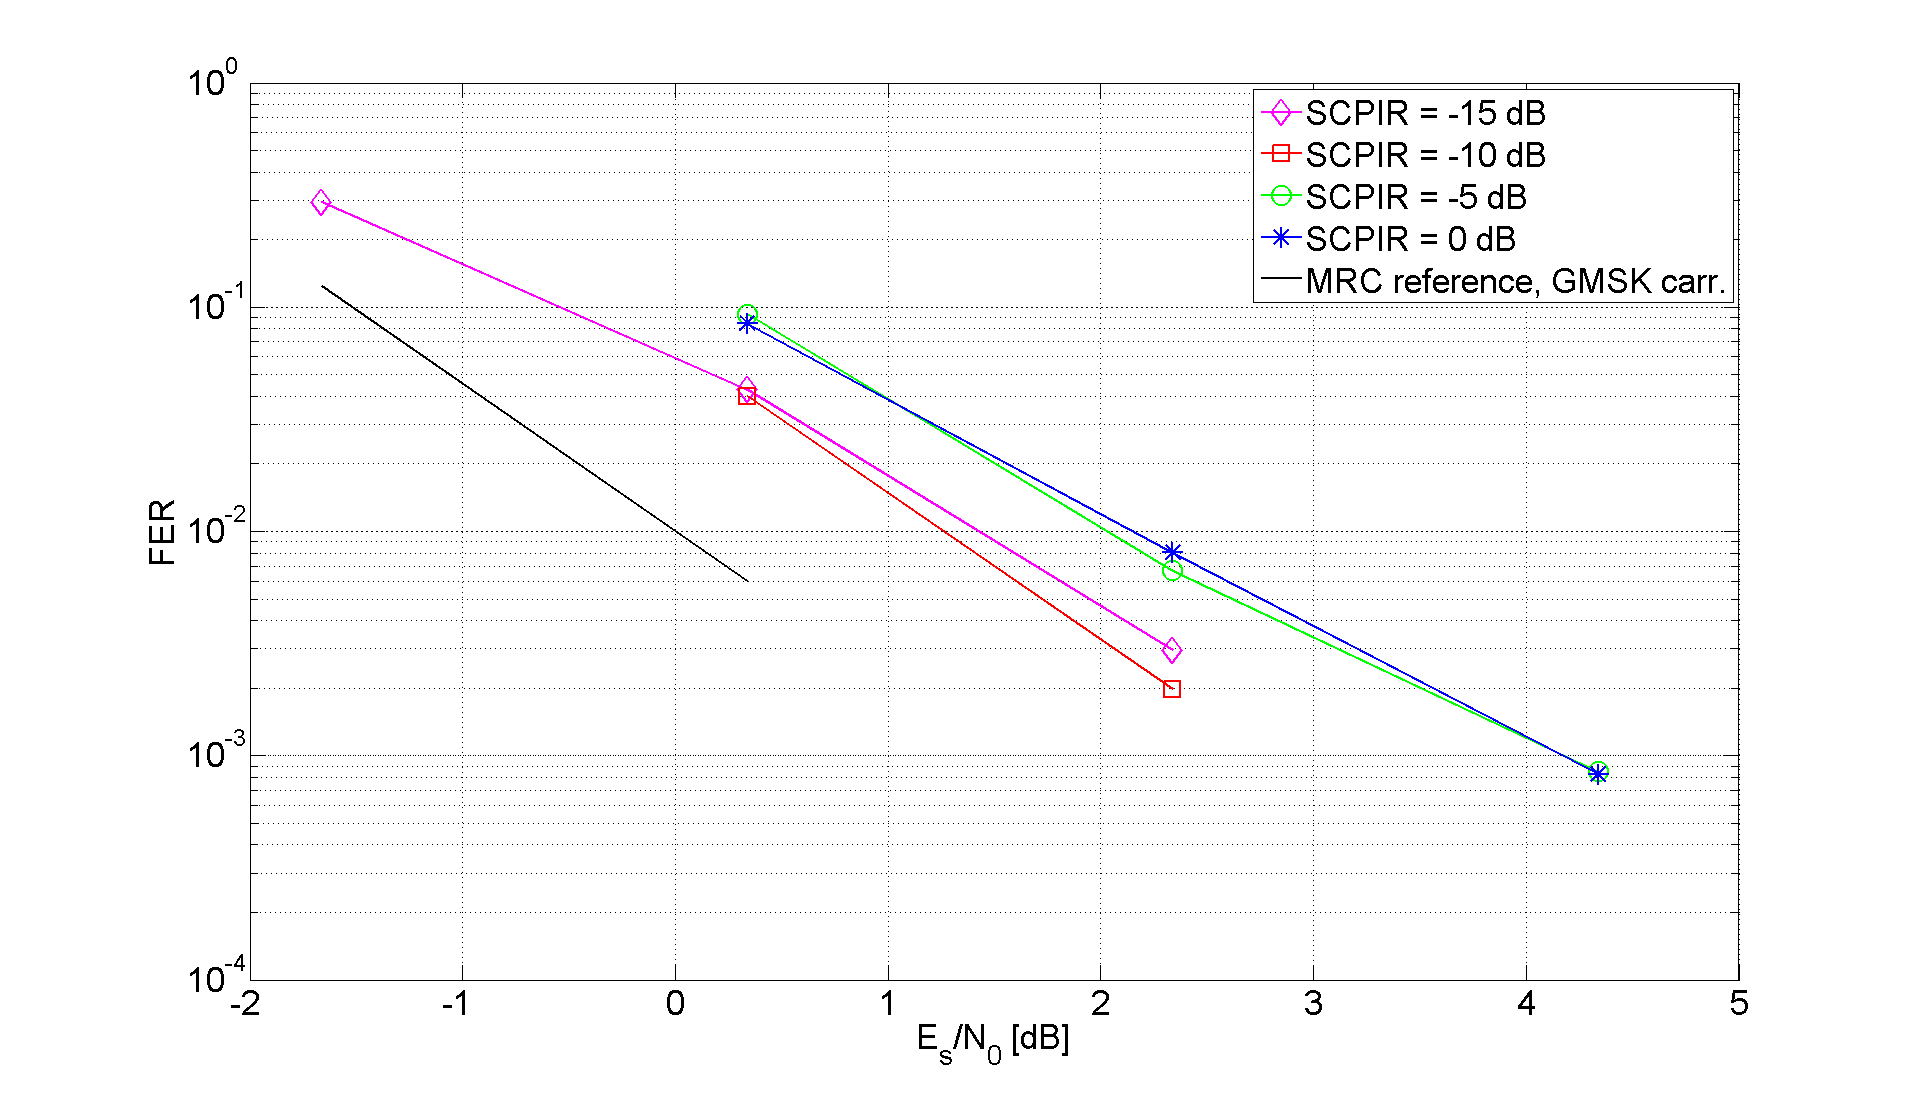 10^0
10^-1
10^-2
10^-3
10^-4
FER
SCPIR = -15 dB
SCPIR = -10 dB
SCPIR = -5 dB
SCPIR = 0 dB
MRC reference, GMSK carr.
-2 -1 0 1 2 3 4 5
E_s/N_0 [dB]